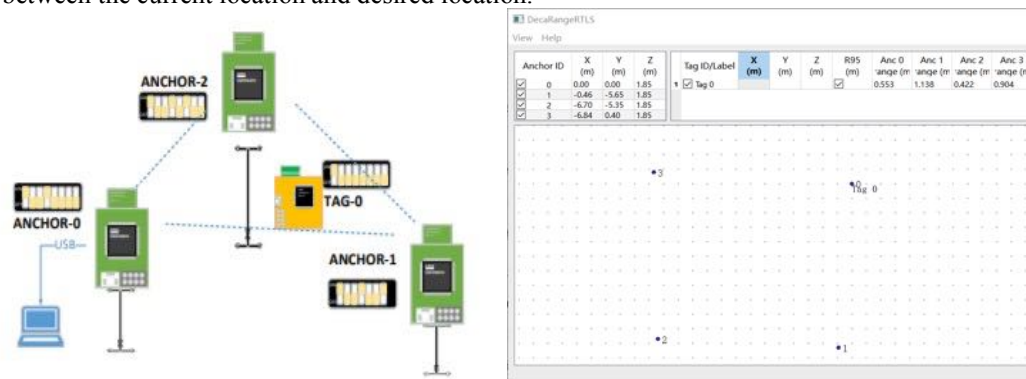 between the current location and desired location.
ANCHOR-2
TAG-0
ANCHOR-0
USB
ANCHOR-1
DecaRangeRTLS
View Help
Anchor ID X (m) Y (m) Z (m)
0 0.00 0.00 1.85
1 -0.46 -5.65 1.85
2 -6.70 -5.35 1.85
3 -6.84 0.40 1.85
Tag ID/Label X (m) Y (m) Z (m) R95 (m) Anc 0 range (m Anc 1 range (m Anc 2 range (m Anc 3 range (m
1 Tag 0 0.553 1.138 0.422 0.904
3
0
Tag 0
2
1